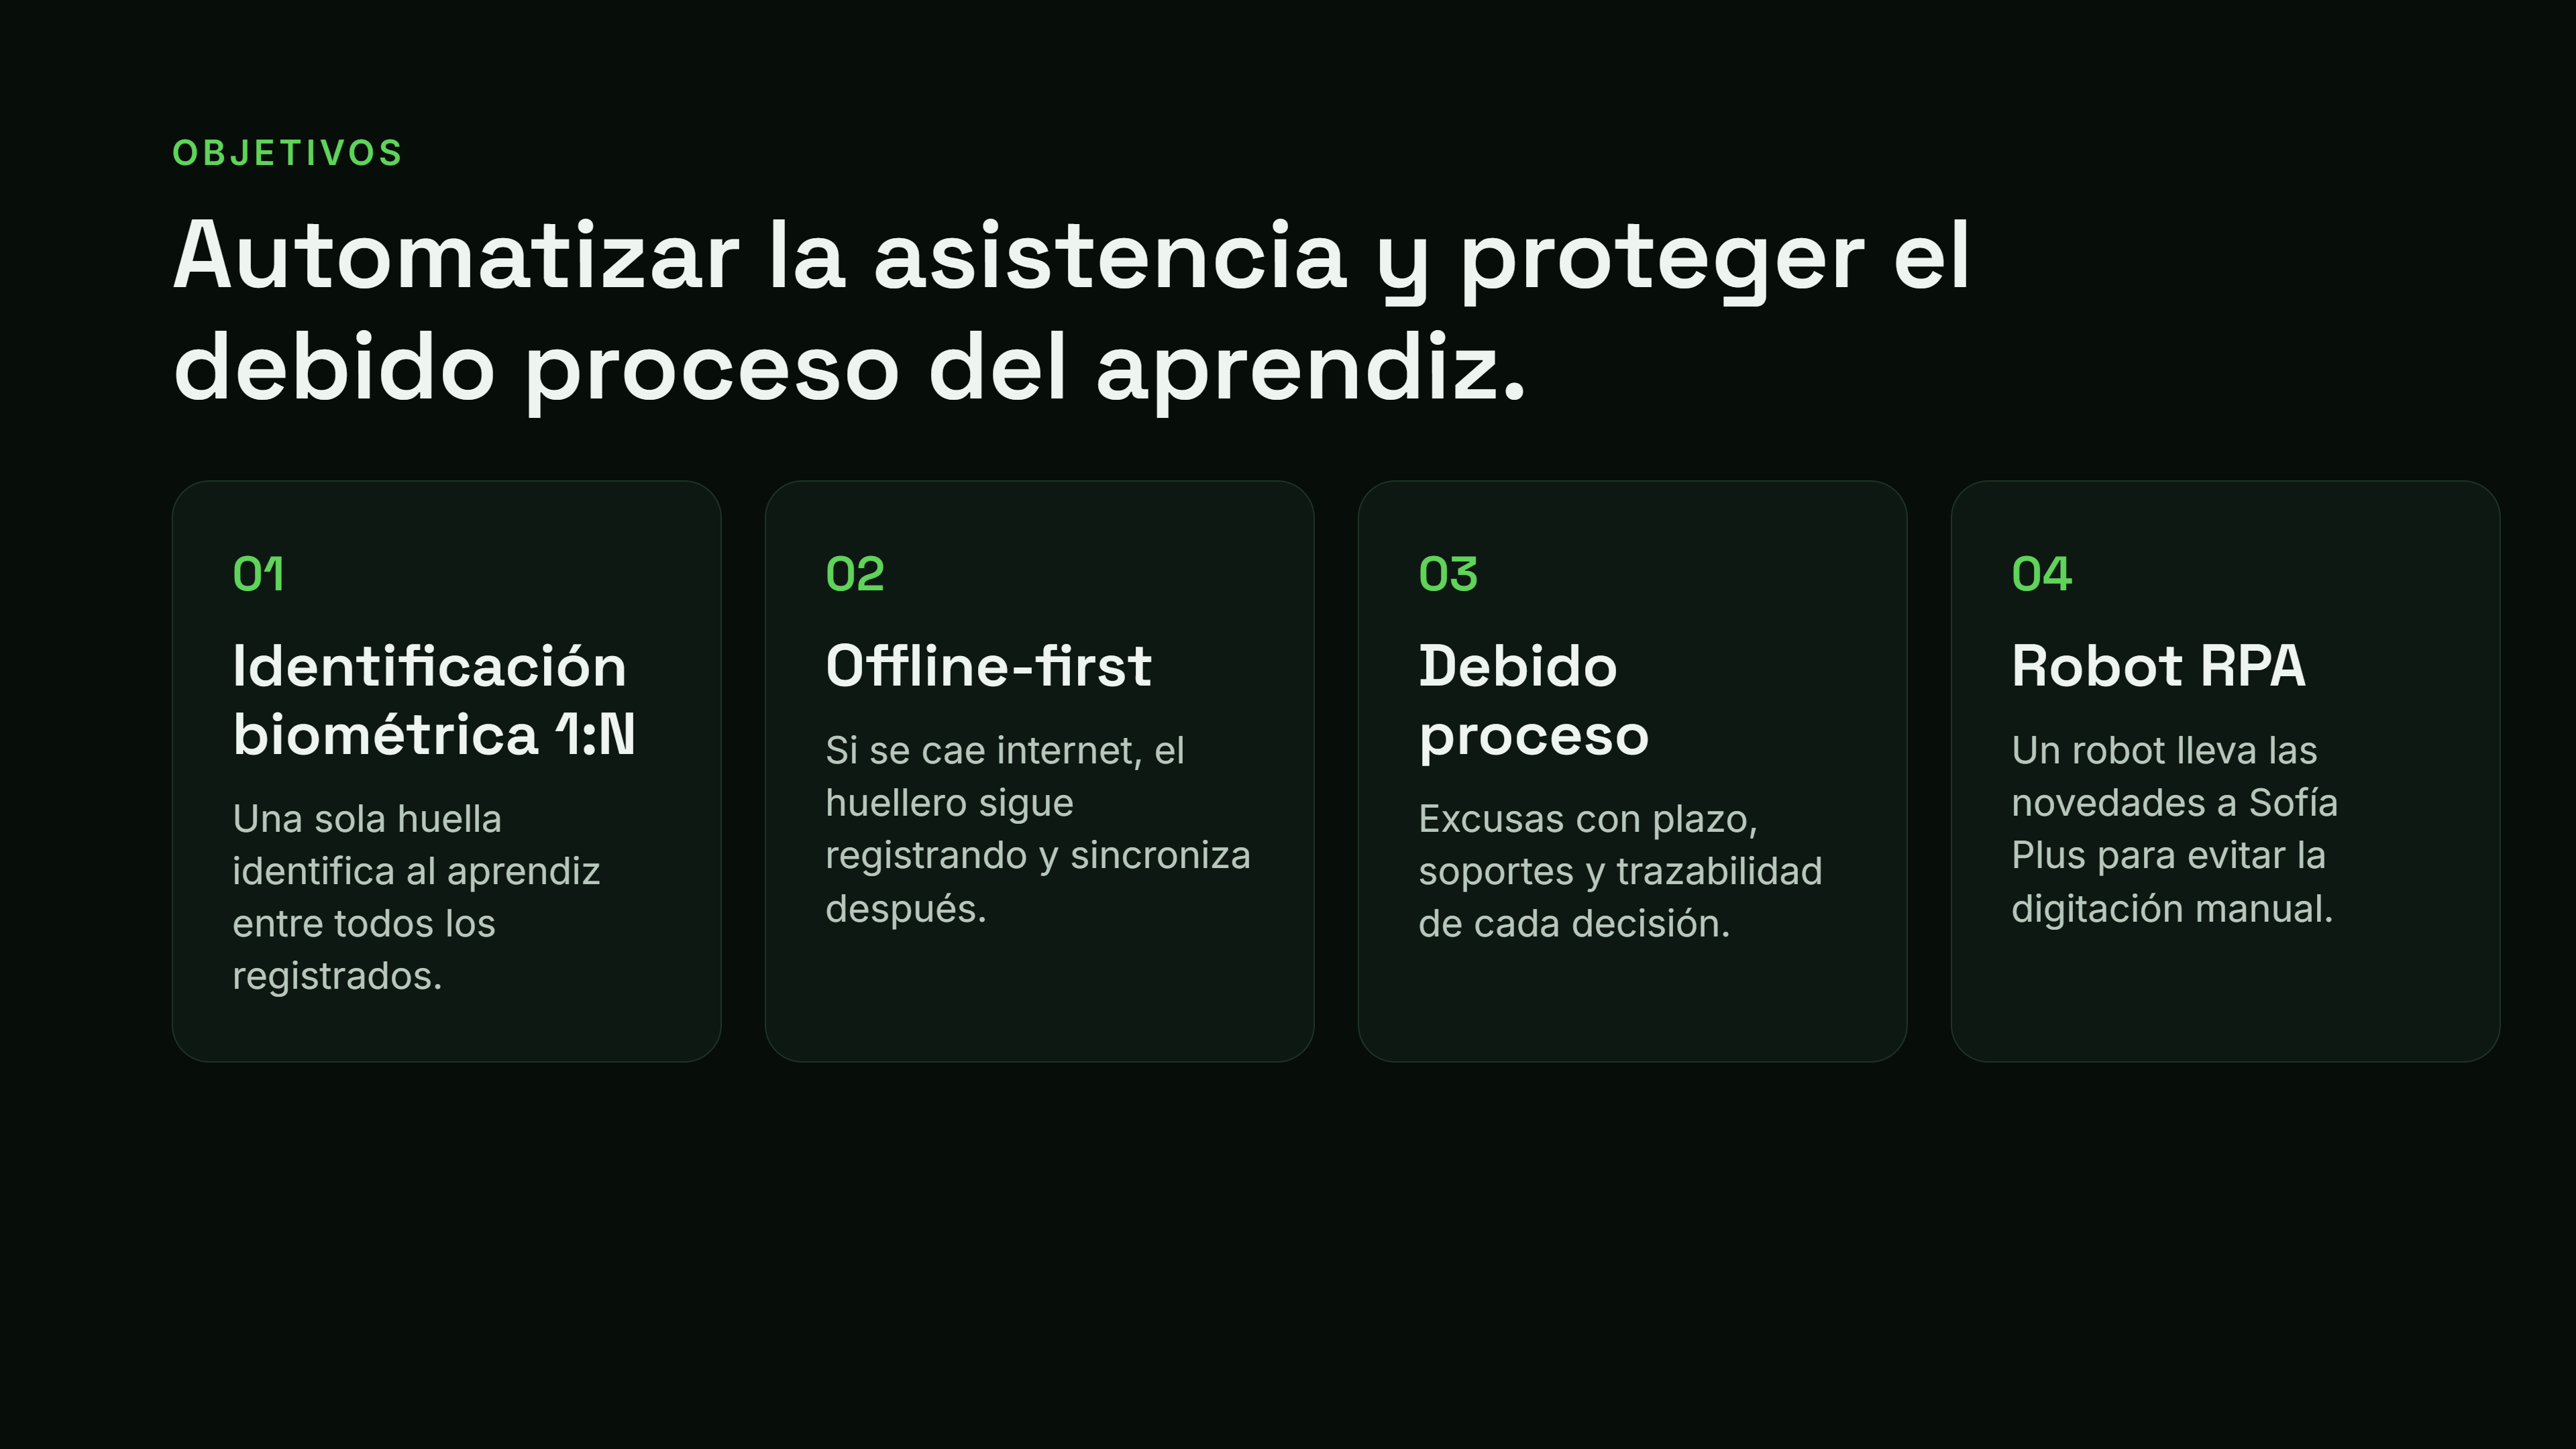 OBJETIVOS
Automatizar la asistencia y proteger el
debido proceso del aprendiz.
01
Identificación
biométrica 1:N
Una sola huella
identifica al aprendiz
entre todos los
registrados.
02
Offline-first
Si se cae internet, el
huellero sigue
registrando y sincroniza
después.
03
Debido
proceso
Excusas con plazo,
soportes y trazabilidad
de cada decisión.
04
Robot RPA
Un robot lleva las
novedades a Sofía
Plus para evitar la
digitación manual.